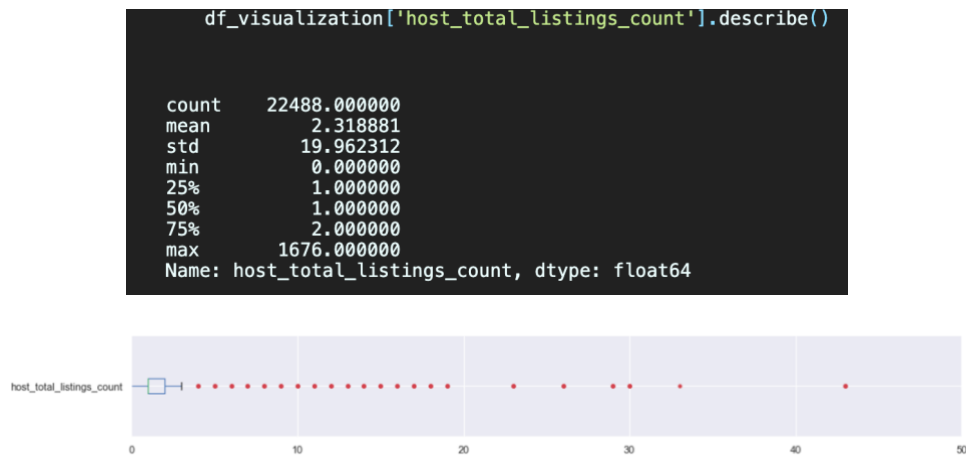 df_visualization['host_total_listings_count'].describe()
count    22488.000000
mean         2.318881
std         19.962312
min          0.000000
25%          1.000000
50%          1.000000
75%          2.000000
max       1676.000000
Name: host_total_listings_count, dtype: float64
host_total_listings_count
0 10 20 30 40 50